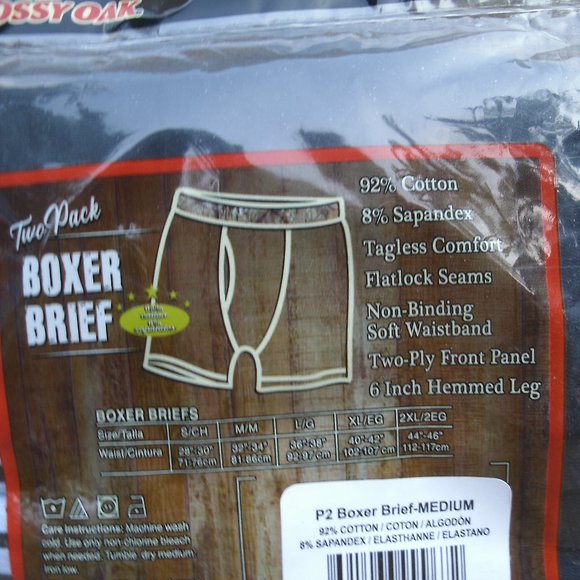 OSSY OAK
Two Pack
BOXER
BRIEF
92% Cotton
8% Sapandex
Tagless Comfort
Flatlock Seams
Non-Binding
Soft Waistband
Two-Ply Front Panel
6 Inch Hemmed Leg
BOXER BRIEFS
Size/Talla S/CH M/M L/G XL/EG 2XL/2EG
Waist/Cintura 28"-30" 32"-34" 36"-38" 40"-42" 44"-46"
71-76cm 81-86cm 92-97cm 102-107 cm 112-117cm
Care Instructions: Machine wash
cold. Use only non chlorine bleach
when needed. Tumble dry medium.
Iron low.
P2 Boxer Brief-MEDIUM
92% COTTON / COTON / ALGODÓN
8% SAPANDEX / ELASTHANNE / ELASTANO